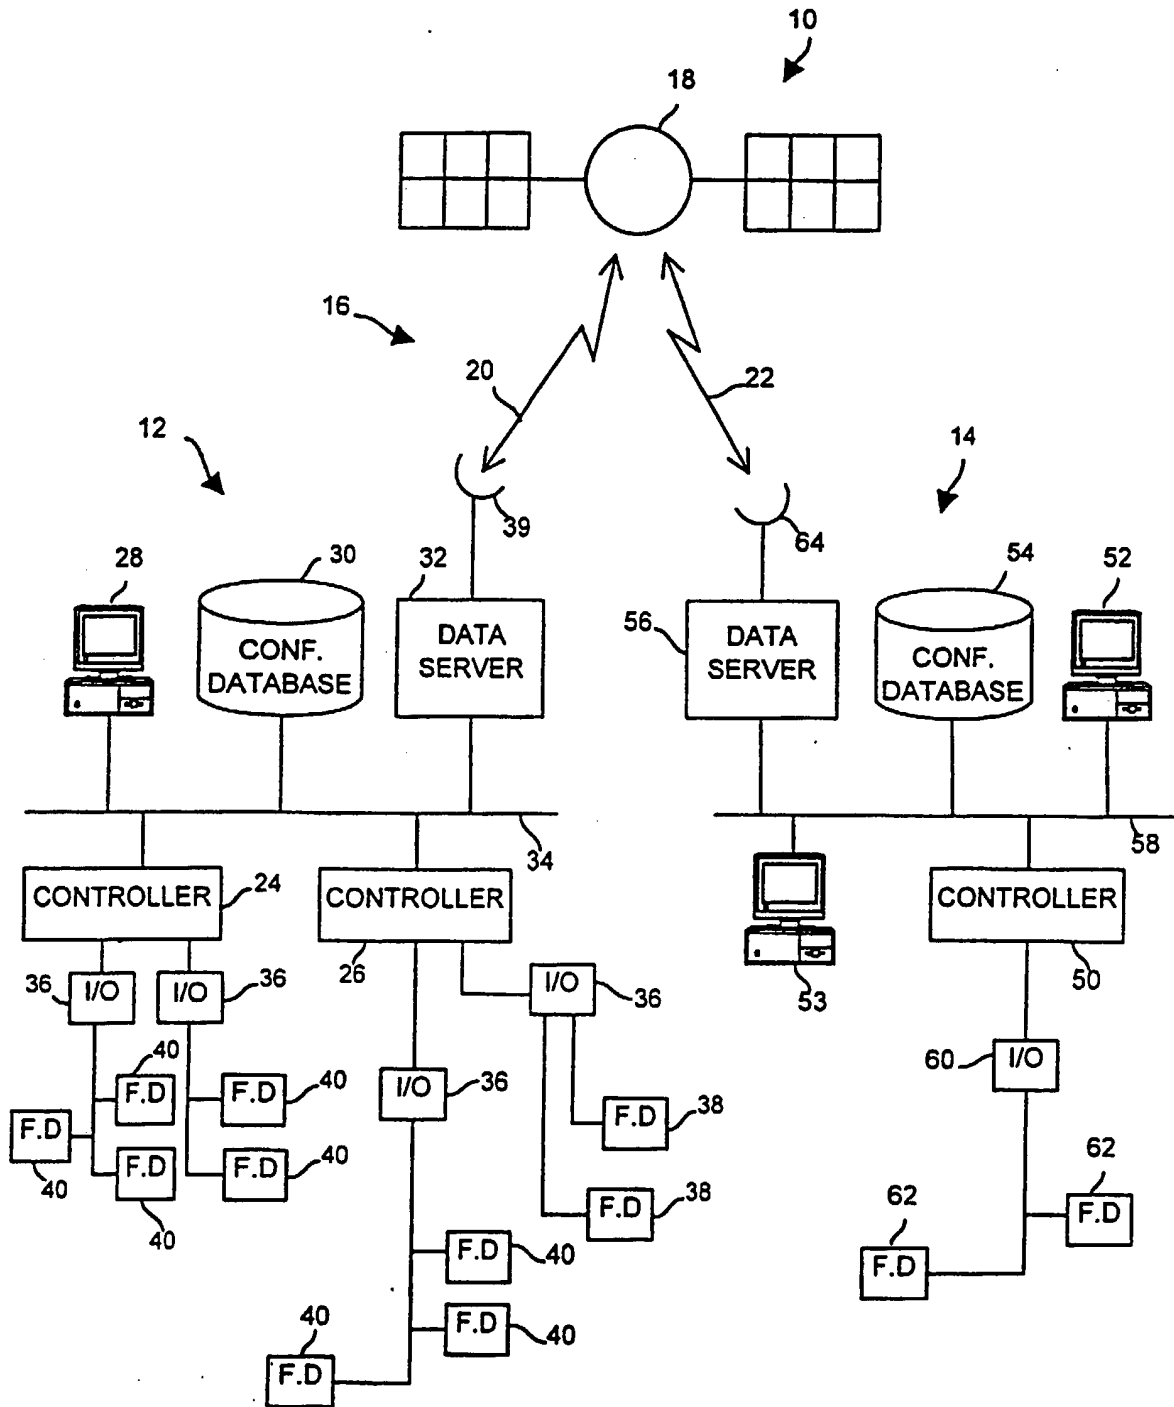 10
18
16
20
22
12
14
39
64
28
30
32
56
54
52
CONF.
DATABASE
DATA
SERVER
DATA
SERVER
CONF.
DATABASE
34
58
CONTROLLER
24
CONTROLLER
26
53
CONTROLLER
50
36
I/O
I/O
36
I/O
36
I/O
36
60
I/O
40
F.D
F.D
40
F.D
40
F.D
40
F.D
40
F.D
38
F.D
38
F.D
40
F.D
40
40
F.D
62
F.D
62
F.D